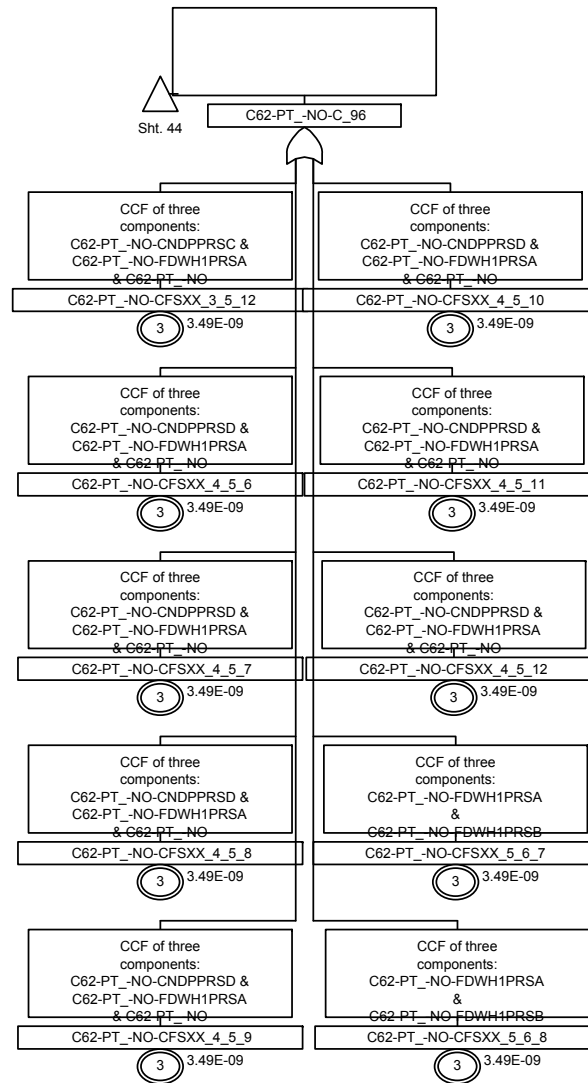 C62-PT_-NO-C_96
Sht. 44
CCF of three
components:
C62-PT_-NO-CNDPPRSC &
C62-PT_-NO-FDWH1PRSA
& C62-PT_-NO
C62-PT_-NO-CFSXX_3_5_12
3
3.49E-09
CCF of three
components:
C62-PT_-NO-CNDPPRSD &
C62-PT_-NO-FDWH1PRSA
& C62-PT_-NO
C62-PT_-NO-CFSXX_4_5_10
3
3.49E-09
CCF of three
components:
C62-PT_-NO-CNDPPRSD &
C62-PT_-NO-FDWH1PRSA
& C62-PT_-NO
C62-PT_-NO-CFSXX_4_5_6
3
3.49E-09
CCF of three
components:
C62-PT_-NO-CNDPPRSD &
C62-PT_-NO-FDWH1PRSA
& C62-PT_-NO
C62-PT_-NO-CFSXX_4_5_11
3
3.49E-09
CCF of three
components:
C62-PT_-NO-CNDPPRSD &
C62-PT_-NO-FDWH1PRSA
& C62-PT_-NO
C62-PT_-NO-CFSXX_4_5_7
3
3.49E-09
CCF of three
components:
C62-PT_-NO-CNDPPRSD &
C62-PT_-NO-FDWH1PRSA
& C62-PT_-NO
C62-PT_-NO-CFSXX_4_5_12
3
3.49E-09
CCF of three
components:
C62-PT_-NO-CNDPPRSD &
C62-PT_-NO-FDWH1PRSA
& C62-PT_-NO
C62-PT_-NO-CFSXX_4_5_8
3
3.49E-09
CCF of three
components:
C62-PT_-NO-FDWH1PRSA
&
C62-PT_-NO-FDWH1PRSB
C62-PT_-NO-CFSXX_5_6_7
3
3.49E-09
CCF of three
components:
C62-PT_-NO-CNDPPRSD &
C62-PT_-NO-FDWH1PRSA
& C62-PT_-NO
C62-PT_-NO-CFSXX_4_5_9
3
3.49E-09
CCF of three
components:
C62-PT_-NO-FDWH1PRSA
&
C62-PT_-NO-FDWH1PRSB
C62-PT_-NO-CFSXX_5_6_8
3
3.49E-09